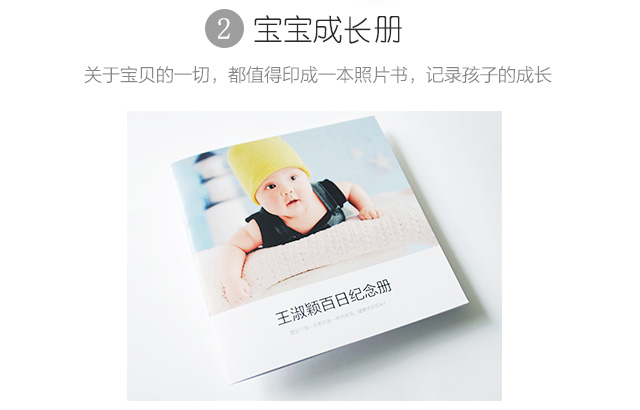 2 宝宝成长册
关于宝贝的一切，都值得印成一本照片书，记录孩子的成长
王淑颖百日纪念册